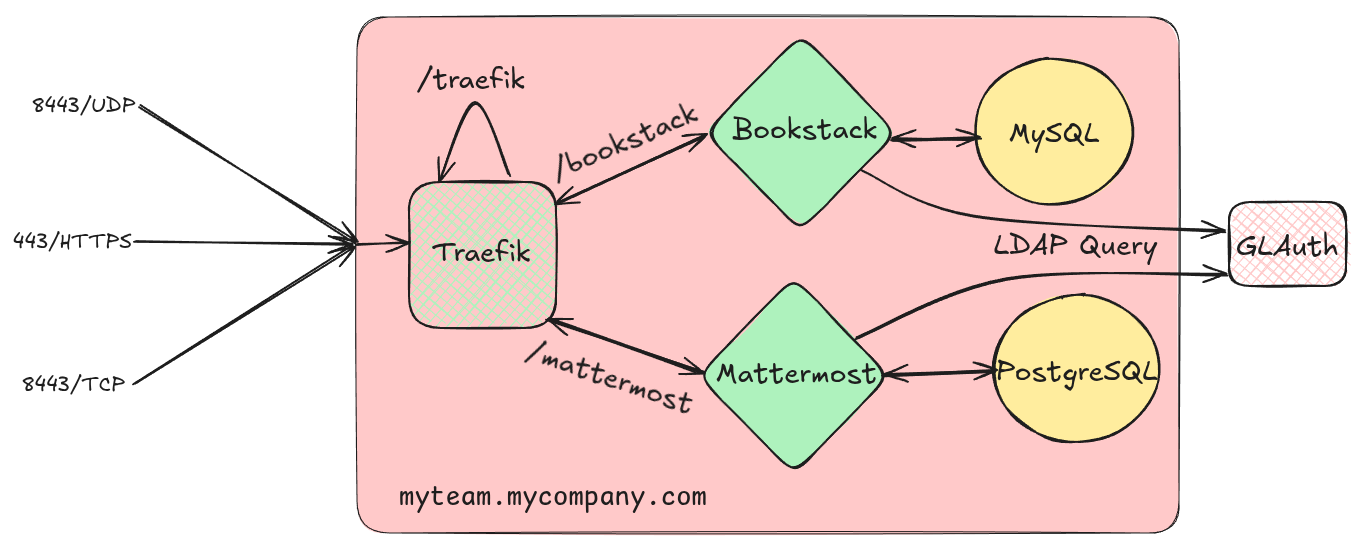 /traefik
8443/UDP
/bookstack
Bookstack
MySQL
443/HTTPS
Traefik
LDAP Query
GLAuth
/mattermost
Mattermost
PostgreSQL
8443/TCP
myteam.mycompany.com